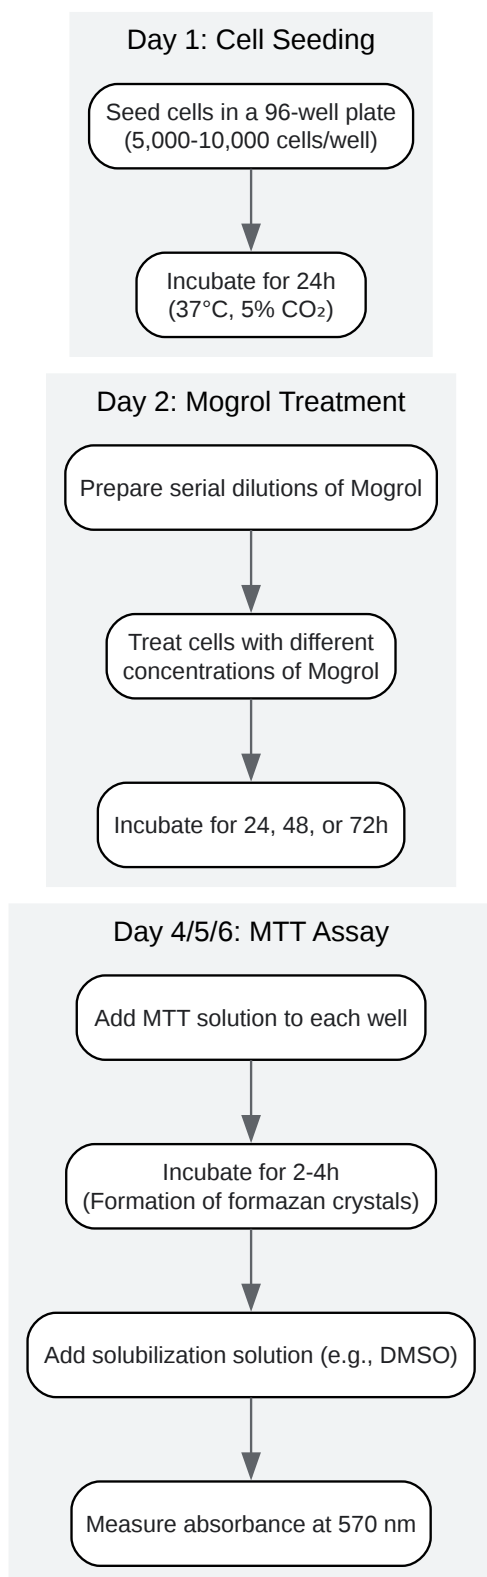 Day 1: Cell Seeding
Seed cells in a 96-well plate
(5,000-10,000 cells/well)
Incubate for 24h
(37°C, 5% CO₂)
Day 2: Mogrol Treatment
Prepare serial dilutions of Mogrol
Treat cells with different
concentrations of Mogrol
Incubate for 24, 48, or 72h
Day 4/5/6: MTT Assay
Add MTT solution to each well
Incubate for 2-4h
(Formation of formazan crystals)
Add solubilization solution (e.g., DMSO)
Measure absorbance at 570 nm